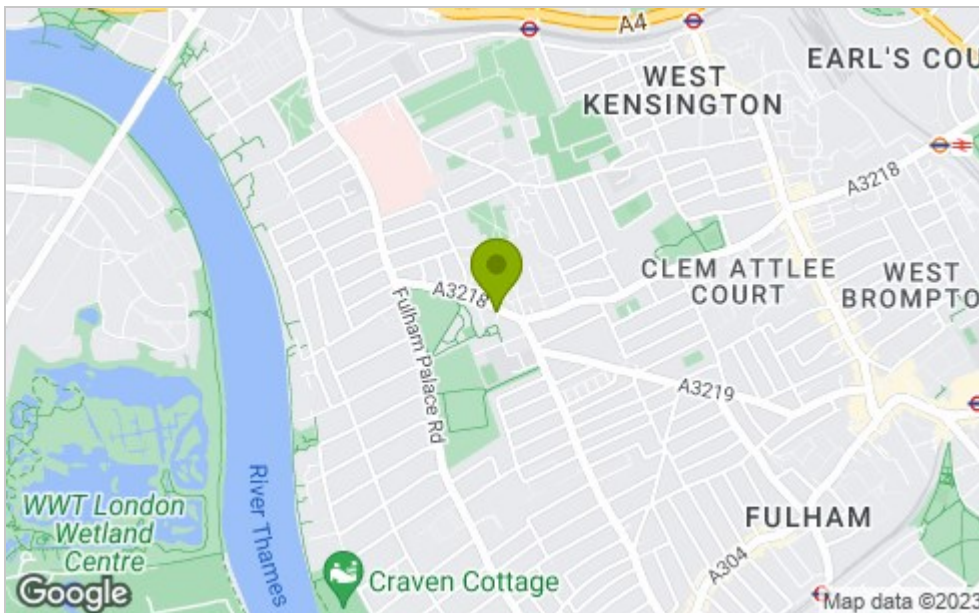 A4
WEST
KENSINGTON
EARL'S COU
A3218
CLEM ATTLEE
COURT
WEST
BROMPTO
A3218
Fulham Palace Rd
A3219
WWT London
Wetland
Centre
River Thames
FULHAM
A304
Craven Cottage
Google
Map data ©2021